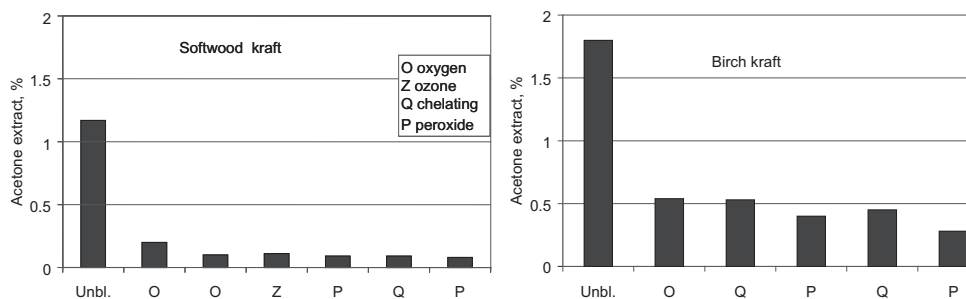 2
1.5
1
0.5
0
Acetone extract, %
Softwood kraft
O oxygen
Z ozone
Q chelating
P peroxide
Unbl. O O Z P Q P
2
1.5
1
0.5
0
Acetone extract, %
Birch kraft
Unbl. O Q P Q P